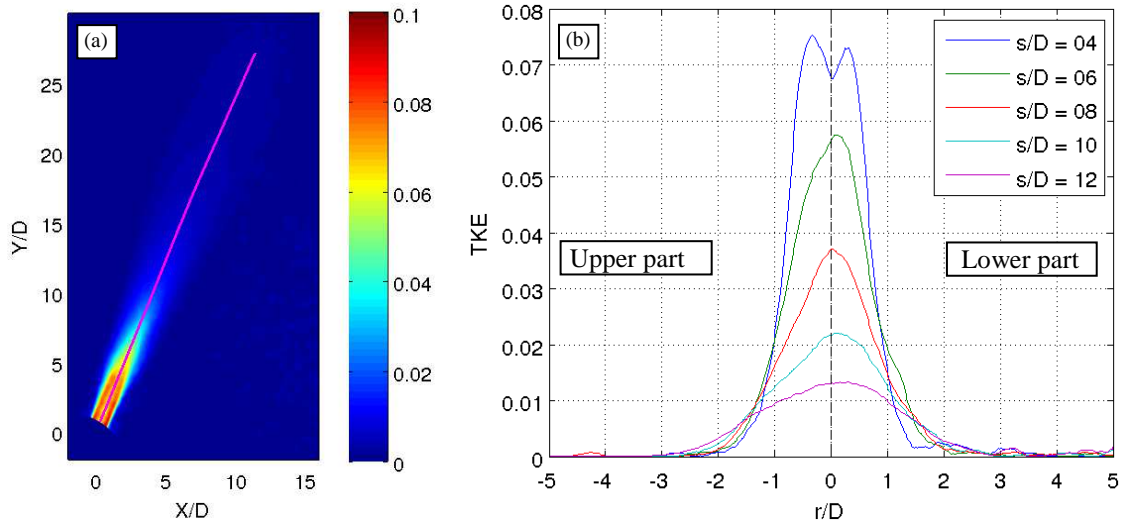 (a)
25
20
15
10
5
0
Y/D
0 5 10 15
X/D
0.1
0.08
0.06
0.04
0.02
0
(b)
0.08
0.07
0.06
0.05
0.04
0.03
0.02
0.01
0
TKE
-5 -4 -3 -2 -1 0 1 2 3 4 5
r/D
s/D = 04
s/D = 06
s/D = 08
s/D = 10
s/D = 12
Upper part
Lower part